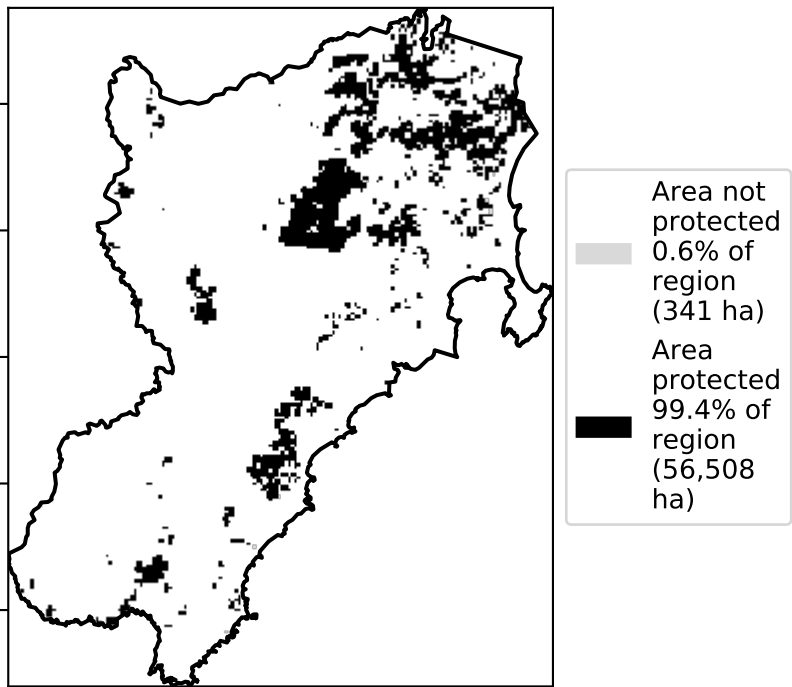 Area not
protected
0.6% of
region
(341 ha)
Area
protected
99.4% of
region
(56,508
ha)